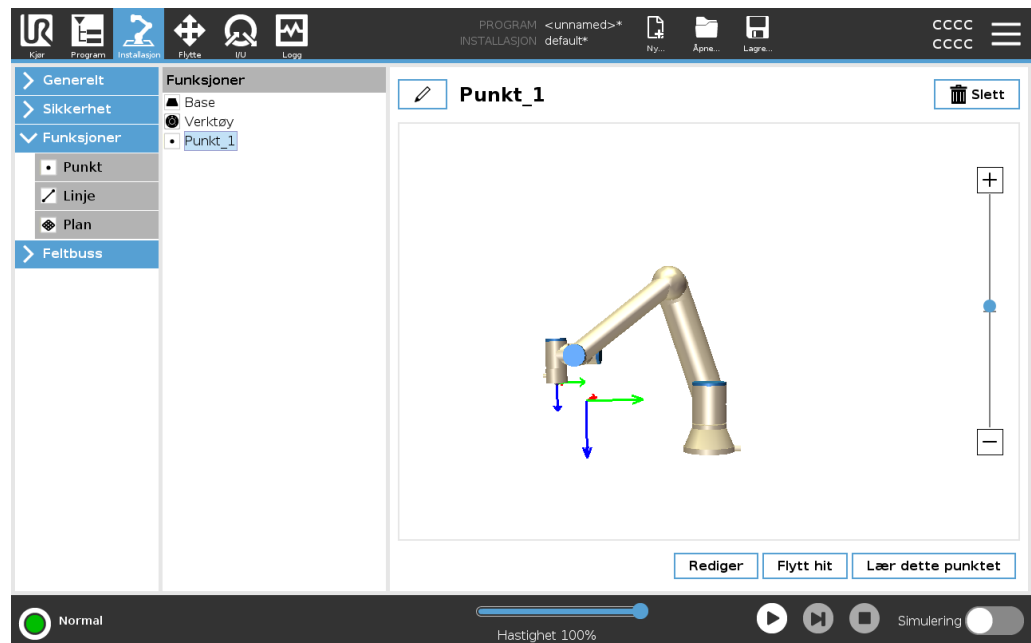 PROGRAM <unnamed>*
INSTALLASJON default*
CCCC
CCCC
Kjør Program Installasjon Flytte I/U Logg Ny... Åpne... Lagre...
Generelt
Sikkerhet
Funksjoner
Punkt
Linje
Plan
Feltbuss
Funksjoner
Base
Verktøy
Punkt_1
Punkt_1
Slett
Rediger Flytt hit Lær dette punktet
Normal
Hastighet 100%
Simulering